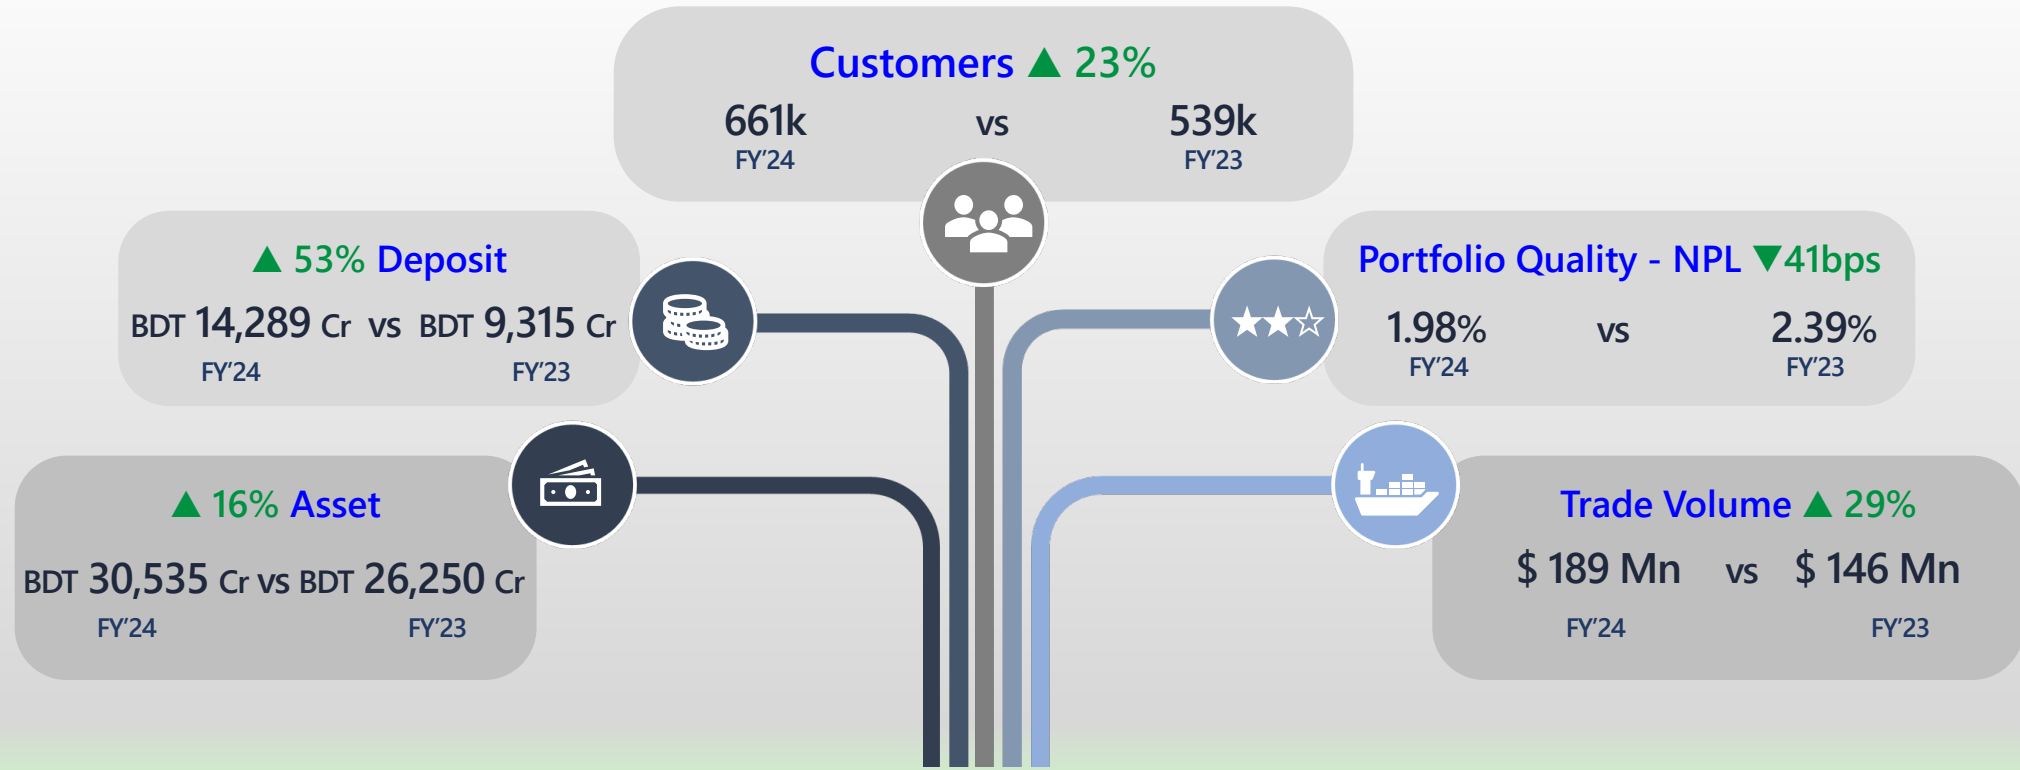 Customers ▲ 23%
661k vs 539k
FY'24 FY'23
▲ 53% Deposit
BDT 14,289 Cr vs BDT 9,315 Cr
FY'24 FY'23
Portfolio Quality - NPL ▼41bps
1.98% vs 2.39%
FY'24 FY'23
▲ 16% Asset
BDT 30,535 Cr vs BDT 26,250 Cr
FY'24 FY'23
Trade Volume ▲ 29%
$ 189 Mn vs $ 146 Mn
FY'24 FY'23